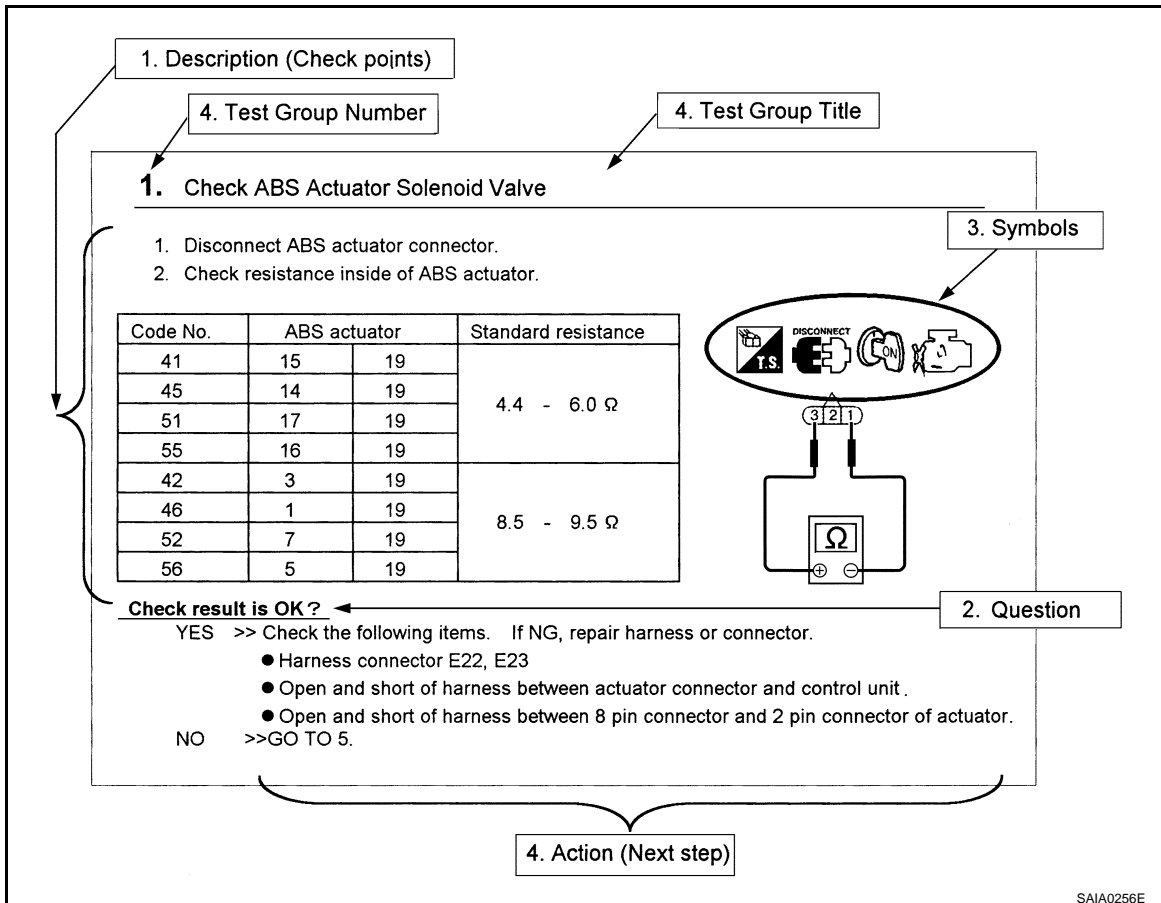 1. Description (Check points)
4. Test Group Number
4. Test Group Title
1. Check ABS Actuator Solenoid Valve
3. Symbols
1. Disconnect ABS actuator connector.
2. Check resistance inside of ABS actuator.
Code No. ABS actuator Standard resistance
41 15 19
45 14 19
4.4 - 6.0 Ω
51 17 19
55 16 19
42 3 19
46 1 19
8.5 - 9.5 Ω
52 7 19
56 5 19
T.S.
DISCONNECT
ON
3 2 1
Ω
+ −
Check result is OK?
2. Question
YES >> Check the following items. If NG, repair harness or connector.
● Harness connector E22, E23
● Open and short of harness between actuator connector and control unit.
● Open and short of harness between 8 pin connector and 2 pin connector of actuator.
NO >>GO TO 5.
4. Action (Next step)
SAIA0256E